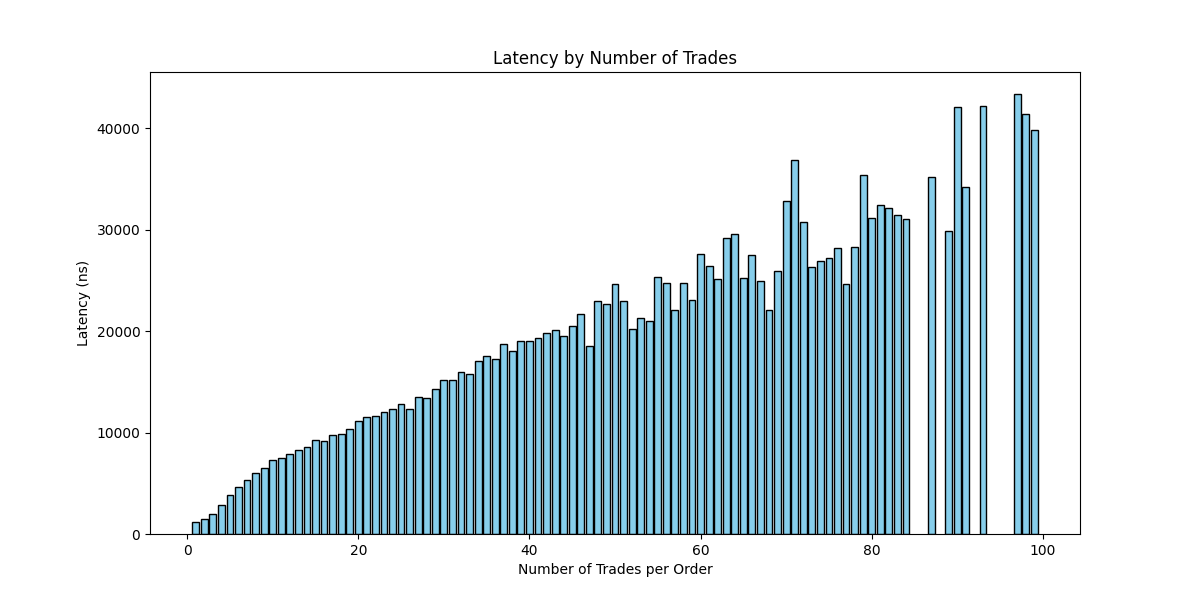 Latency by Number of Trades
Latency (ns)
40000
30000
20000
10000
0
0 20 40 60 80 100
Number of Trades per Order